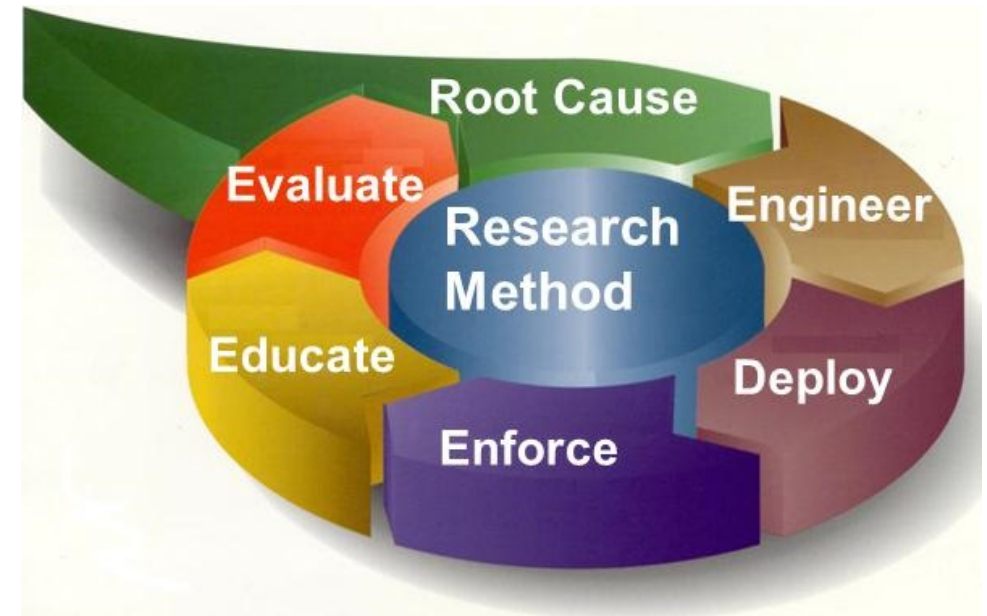 Root Cause
Evaluate
Engineer
Research
Method
Educate
Deploy
Enforce